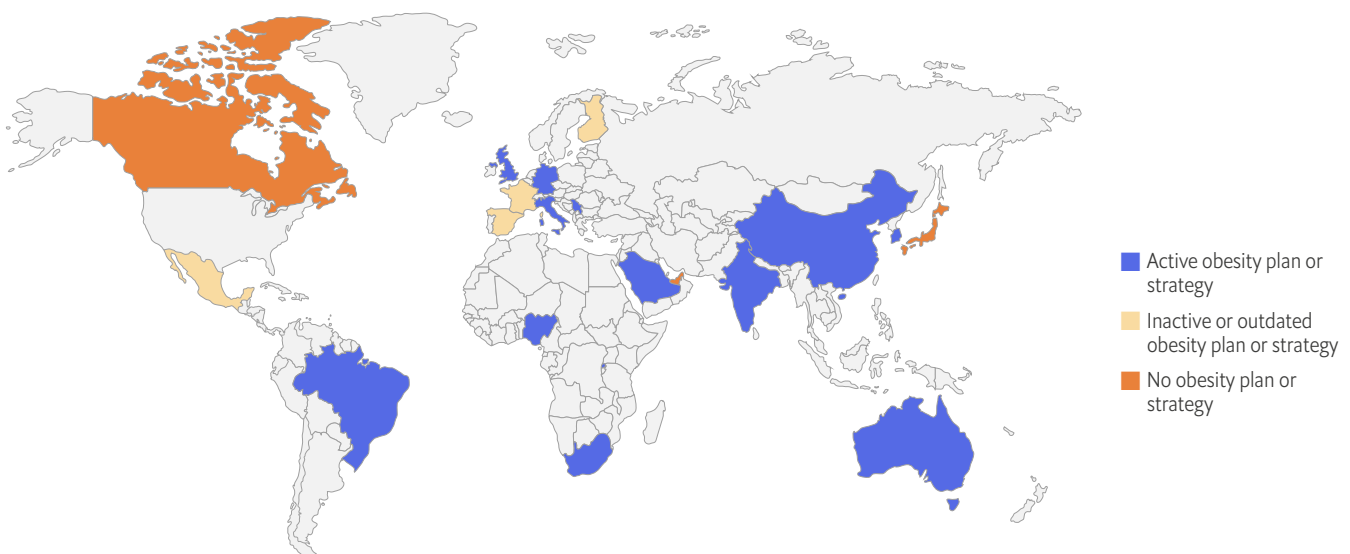 Active obesity plan or
strategy
Inactive or outdated
obesity plan or strategy
No obesity plan or
strategy